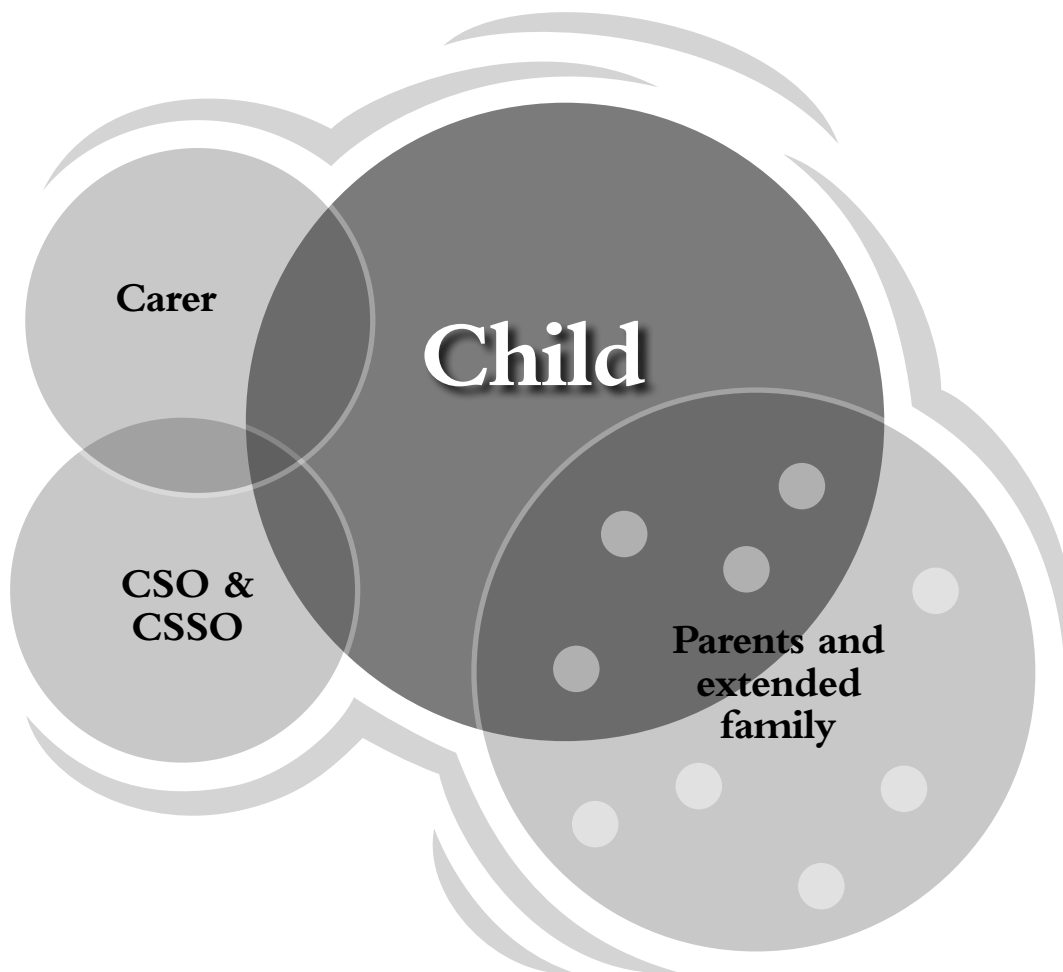 Carer
Child
CSO &
CSSO
Parents and
extended
family